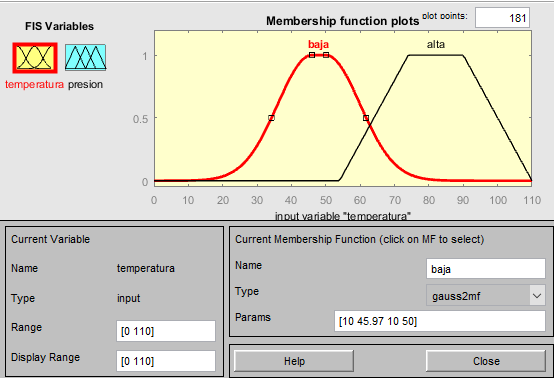 FIS Variables
Membership function plots
plot points:
181
temperatura
presion
baja
alta
1
0.5
0
0 10 20 30 40 50 60 70 80 90 100 110
input variable "temperatura"
Current Variable
Name temperatura
Type input
Range [0 110]
Display Range [0 110]
Current Membership Function (click on MF to select)
Name baja
Type gauss2mf
Params [10 45.97 10 50]
Help
Close